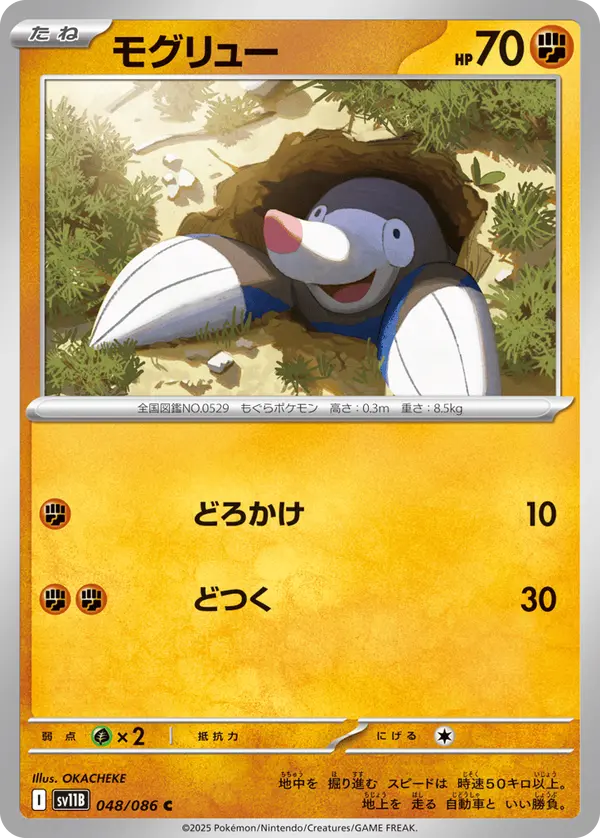 たね モグリュー HP70
全国図鑑NO.0529 もぐらポケモン 高さ:0.3m 重さ:8.5kg
どろかけ 10
どつく 30
弱点 ×2 抵抗力 にげる
Illus. OKACHEKE
地中を 掘り進む スピードは 時速50キロ以上。
地上を 走る 自動車と いい勝負。
I sv11B 048/086 C
©2025 Pokémon/Nintendo/Creatures/GAME FREAK.